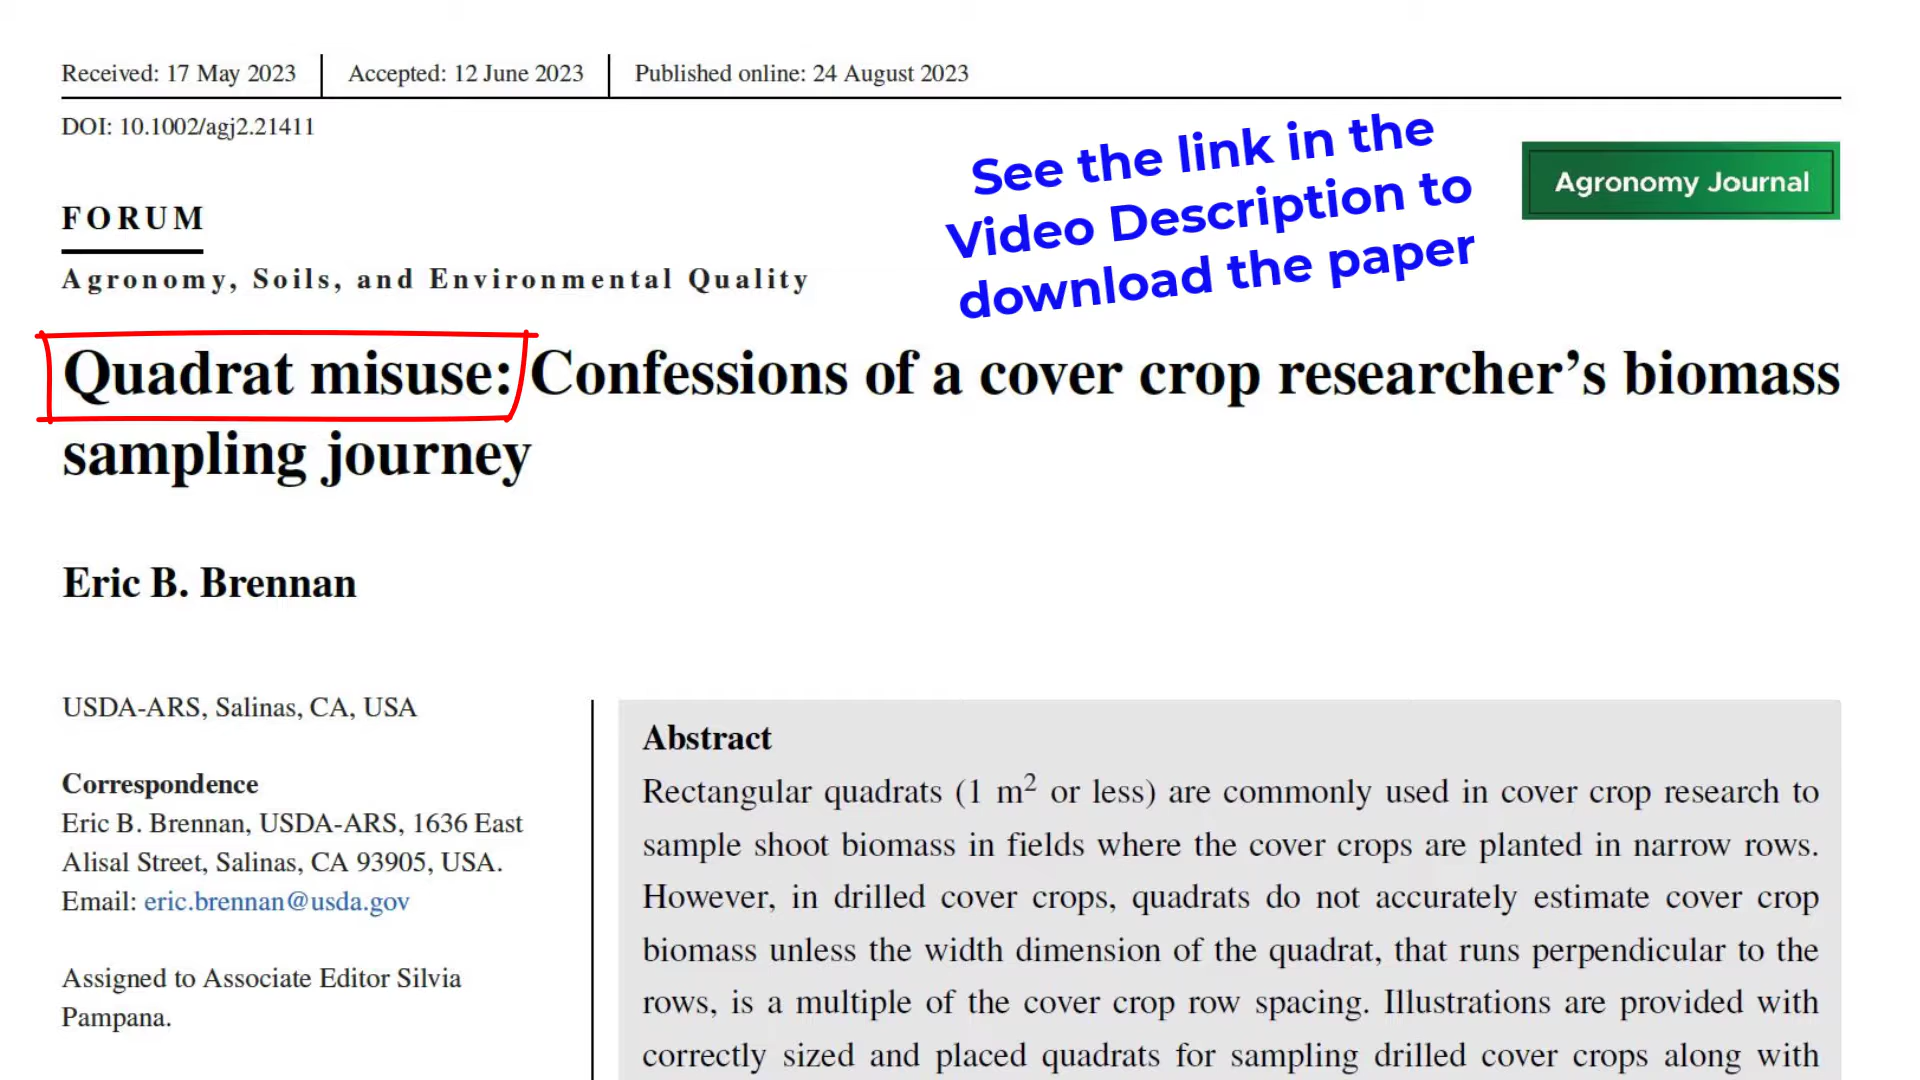 Received: 17 May 2023 Accepted: 12 June 2023 Published online: 24 August 2023
DOI: 10.1002/agj2.21411
See the link in the
Video Description to
download the paper
Agronomy Journal
FORUM
Agronomy, Soils, and Environmental Quality
Quadrat misuse: Confessions of a cover crop researcher’s biomass
sampling journey
Eric B. Brennan
USDA-ARS, Salinas, CA, USA
Correspondence
Eric B. Brennan, USDA-ARS, 1636 East
Alisal Street, Salinas, CA 93905, USA.
Email: eric.brennan@usda.gov
Assigned to Associate Editor Silvia
Pampana.
Abstract
Rectangular quadrats (1 m² or less) are commonly used in cover crop research to
sample shoot biomass in fields where the cover crops are planted in narrow rows.
However, in drilled cover crops, quadrats do not accurately estimate cover crop
biomass unless the width dimension of the quadrat, that runs perpendicular to the
rows, is a multiple of the cover crop row spacing. Illustrations are provided with
correctly sized and placed quadrats for sampling drilled cover crops along with